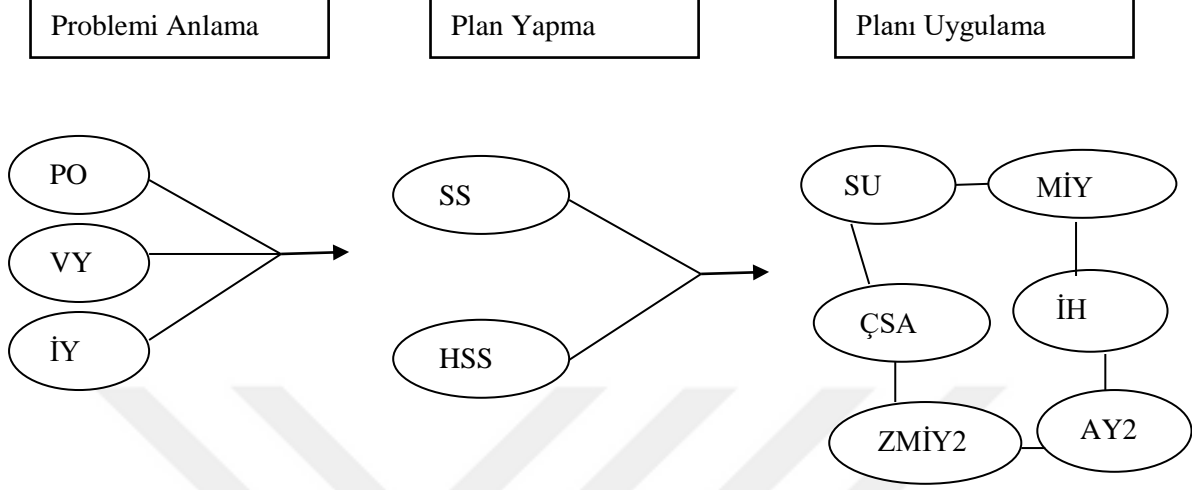 Problemi Anlama
Plan Yapma
Planı Uygulama
PO
VY
İY
SS
HSS
SU
MİY
ÇSA
İH
ZMİY2
AY2